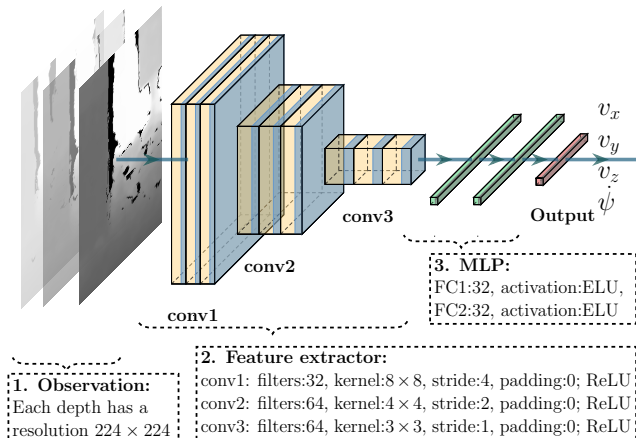 v_x
v_y
v_z
ψ̇
Output
conv3
conv2
conv1
3. MLP:
FC1:32, activation:ELU,
FC2:32, activation:ELU
2. Feature extractor:
conv1: filters:32, kernel:8 × 8, stride:4, padding:0; ReLU
conv2: filters:64, kernel:4 × 4, stride:2, padding:0; ReLU
conv3: filters:64, kernel:3 × 3, stride:1, padding:0; ReLU
1. Observation:
Each depth has a
resolution 224 × 224